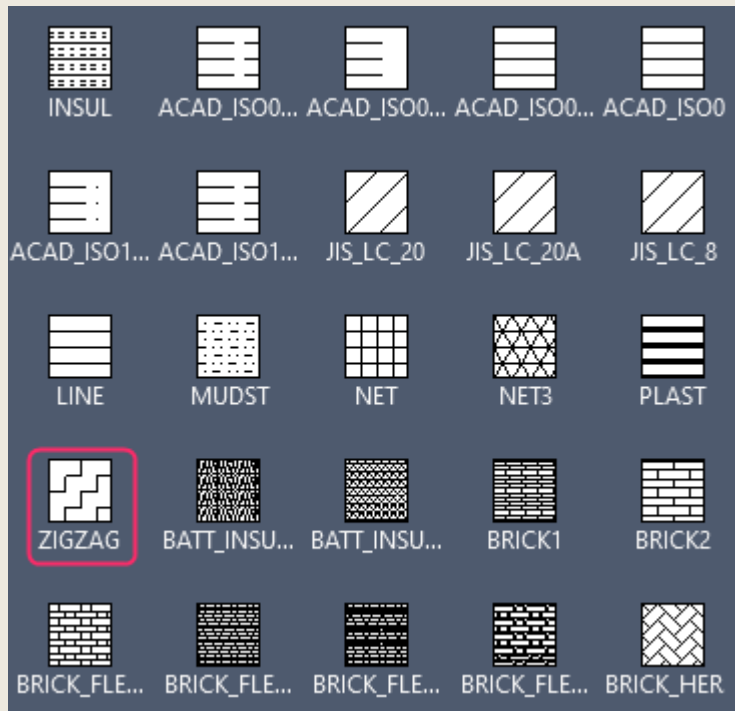 INSUL ACAD_ISO0... ACAD_ISO0... ACAD_ISO0... ACAD_ISO0
ACAD_ISO1... ACAD_ISO1... JIS_LC_20 JIS_LC_20A JIS_LC_8
LINE MUDST NET NET3 PLAST
ZIGZAG BATT_INSU... BATT_INSU... BRICK1 BRICK2
BRICK_FLE... BRICK_FLE... BRICK_FLE... BRICK_FLE... BRICK_HER